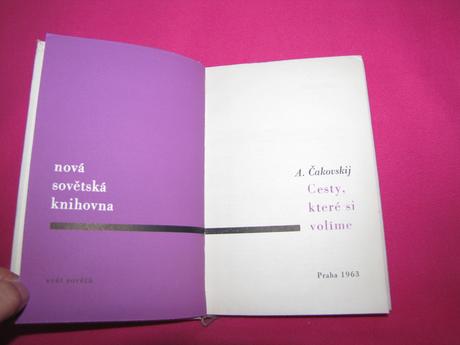 nová
sovětská
knihovna
svět sovětů
A. Čakovskij
Cesty,
které si
volíme
Praha 1963